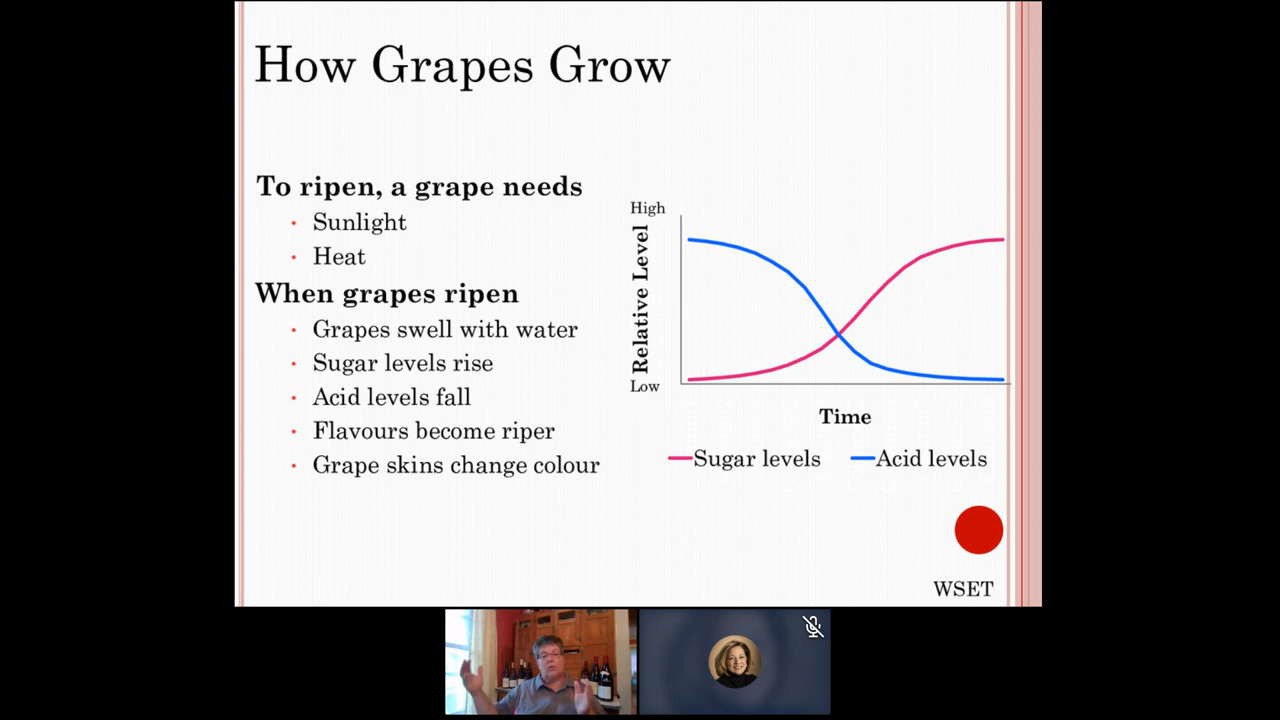 How Grapes Grow
To ripen, a grape needs
• Sunlight
• Heat
When grapes ripen
• Grapes swell with water
• Sugar levels rise
• Acid levels fall
• Flavours become riper
• Grape skins change colour
High
Relative Level
Low
Time
Sugar levels
Acid levels
WSET